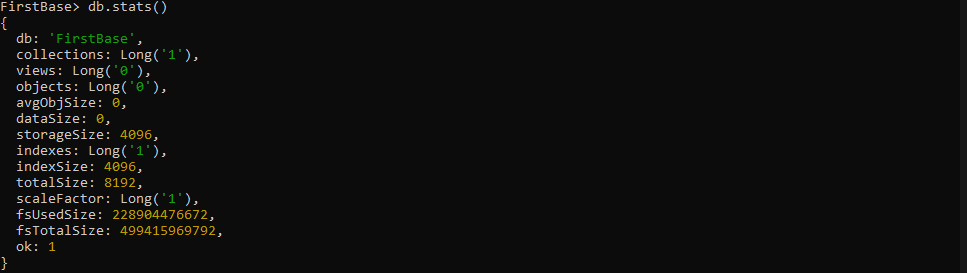 FirstBase> db.stats()
{
  db: 'FirstBase',
  collections: Long('1'),
  views: Long('0'),
  objects: Long('0'),
  avgObjSize: 0,
  dataSize: 0,
  storageSize: 4096,
  indexes: Long('1'),
  indexSize: 4096,
  totalSize: 8192,
  scaleFactor: Long('1'),
  fsUsedSize: 228904476672,
  fsTotalSize: 499415969792,
  ok: 1
}